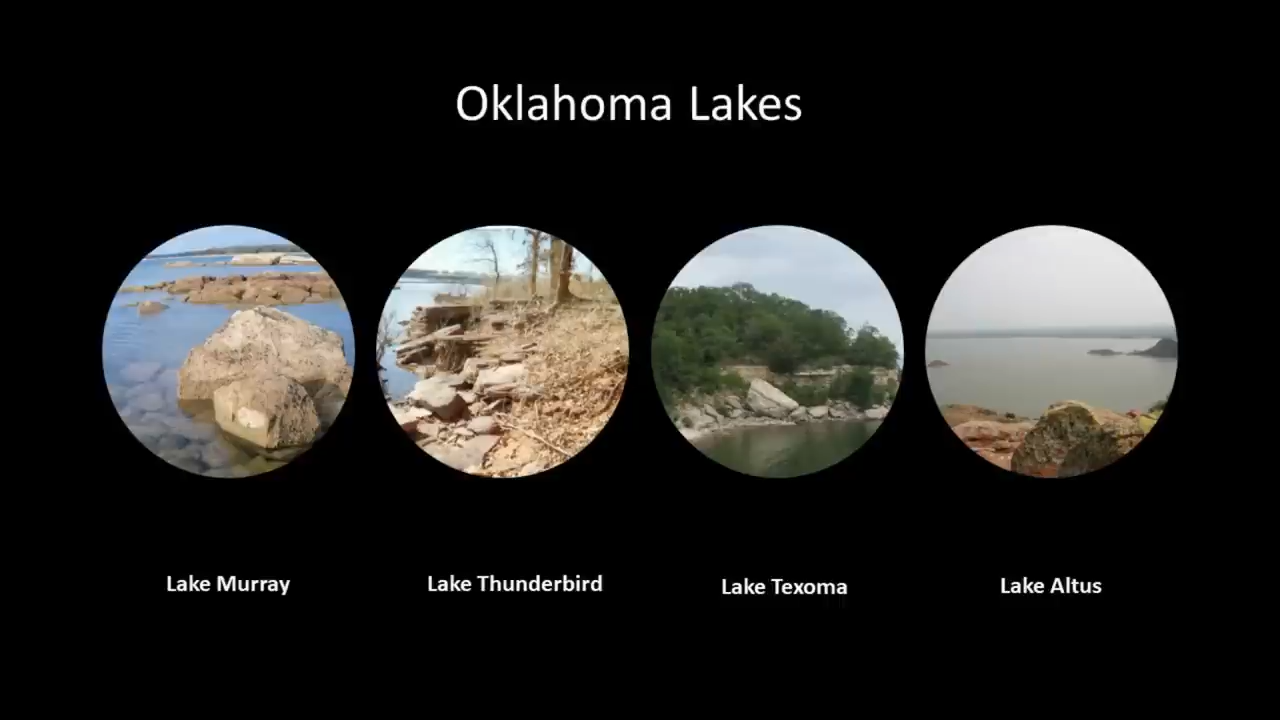 Oklahoma Lakes
Lake Murray
Lake Thunderbird
Lake Texoma
Lake Altus